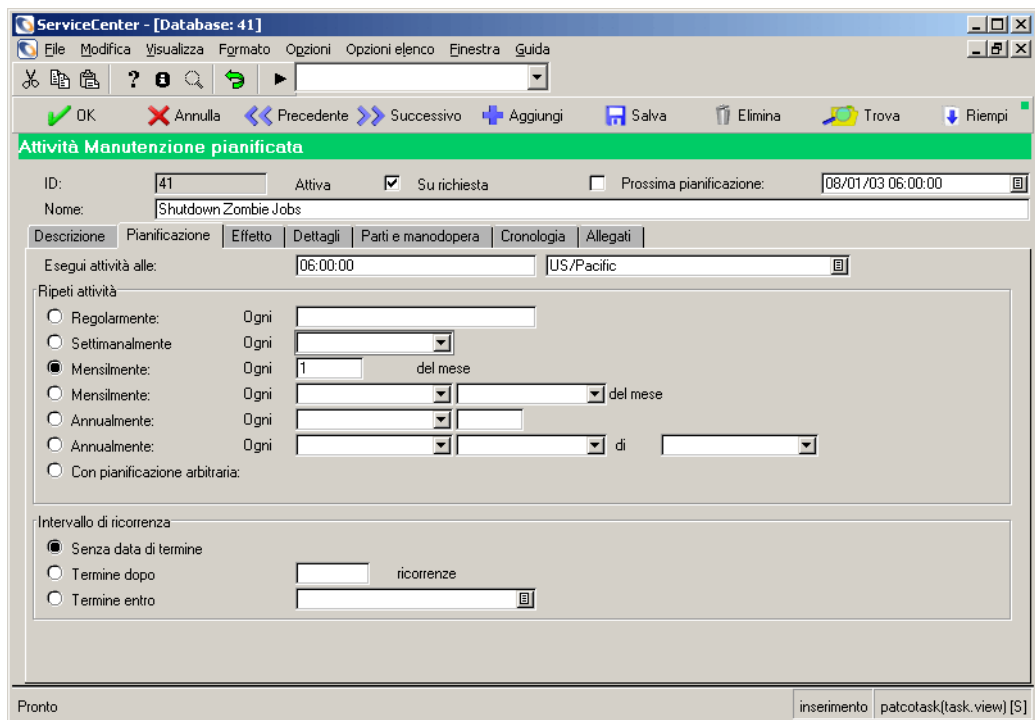 ServiceCenter - [Database: 41]
File Modifica Visualizza Formato Opzioni Opzioni elenco Finestra Guida
OK Annulla Precedente Successivo Aggiungi Salva Elimina Trova Riempi
Attività Manutenzione pianificata
ID: 41 Attiva Su richiesta Prossima pianificazione: 08/01/03 06:00:00
Nome: Shutdown Zombie Jobs
Descrizione Pianificazione Effetto Dettagli Parti e manodopera Cronologia Allegati
Esegui attività alle: 06:00:00 US/Pacific
Ripeti attività
Regolarmente: Ogni
Settimanalmente Ogni
Mensilmente: Ogni 1 del mese
Mensilmente: Ogni del mese
Annualmente: Ogni
Annualmente: Ogni di
Con pianificazione arbitraria:
Intervallo di ricorrenza
Senza data di termine
Termine dopo ricorrenze
Termine entro
Pronto inserimento patcotask(task.view) [S]